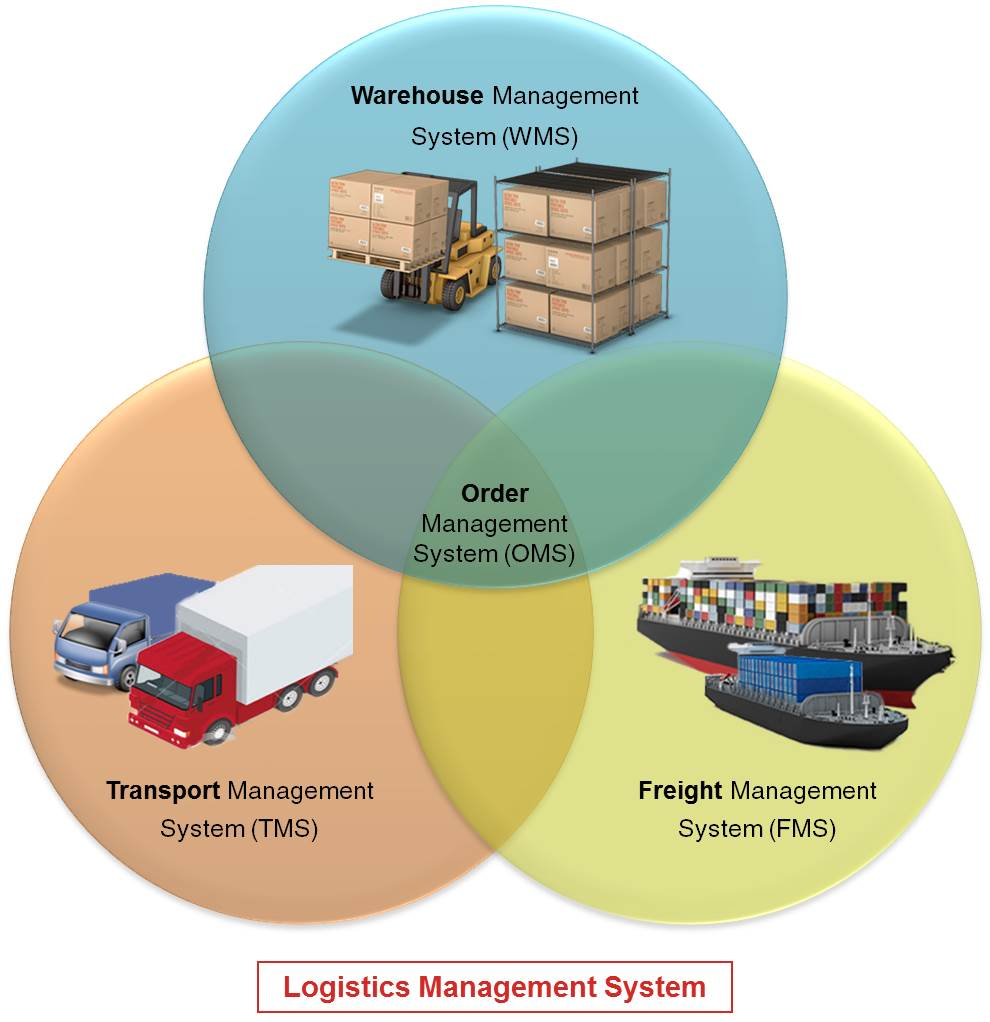 Warehouse Management
System (WMS)
Order
Management
System (OMS)
Transport Management
System (TMS)
Freight Management
System (FMS)
Logistics Management System